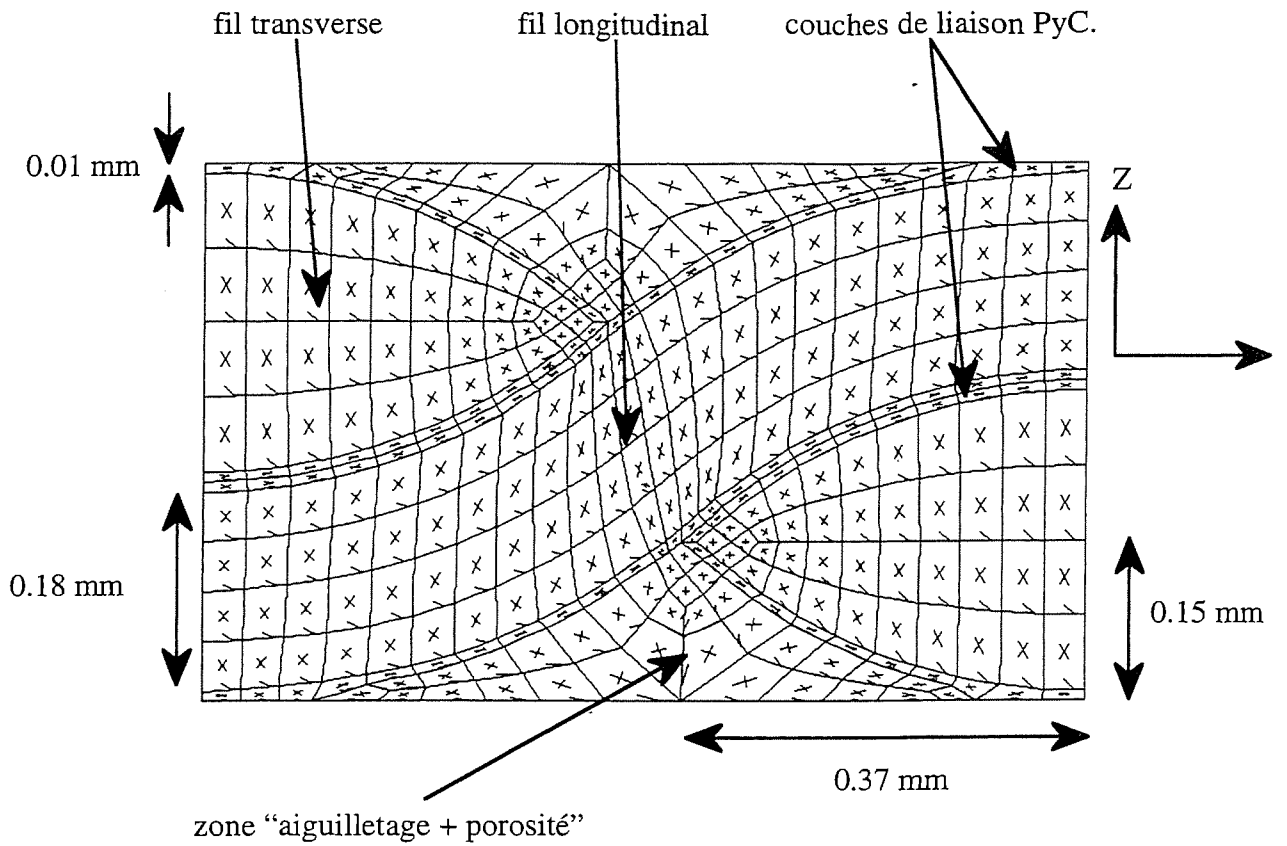 fil transverse
fil longitudinal
couches de liaison PyC.
0.01 mm
Z
0.18 mm
0.15 mm
0.37 mm
zone “aiguilletage + porosité”